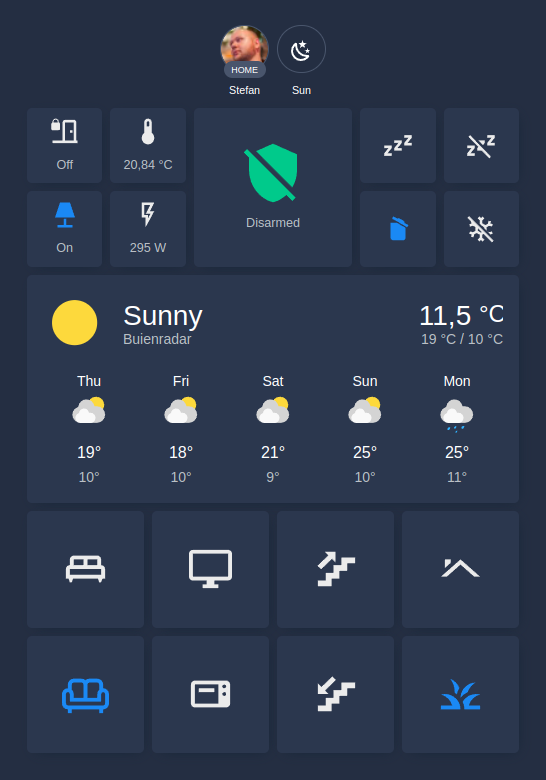 HOME
Stefan Sun
Off 20,84 °C
Disarmed
On 295 W
Sunny 11,5 °C
Buienradar 19 °C / 10 °C
Thu Fri Sat Sun Mon
19° 18° 21° 25° 25°
10° 10° 9° 10° 11°